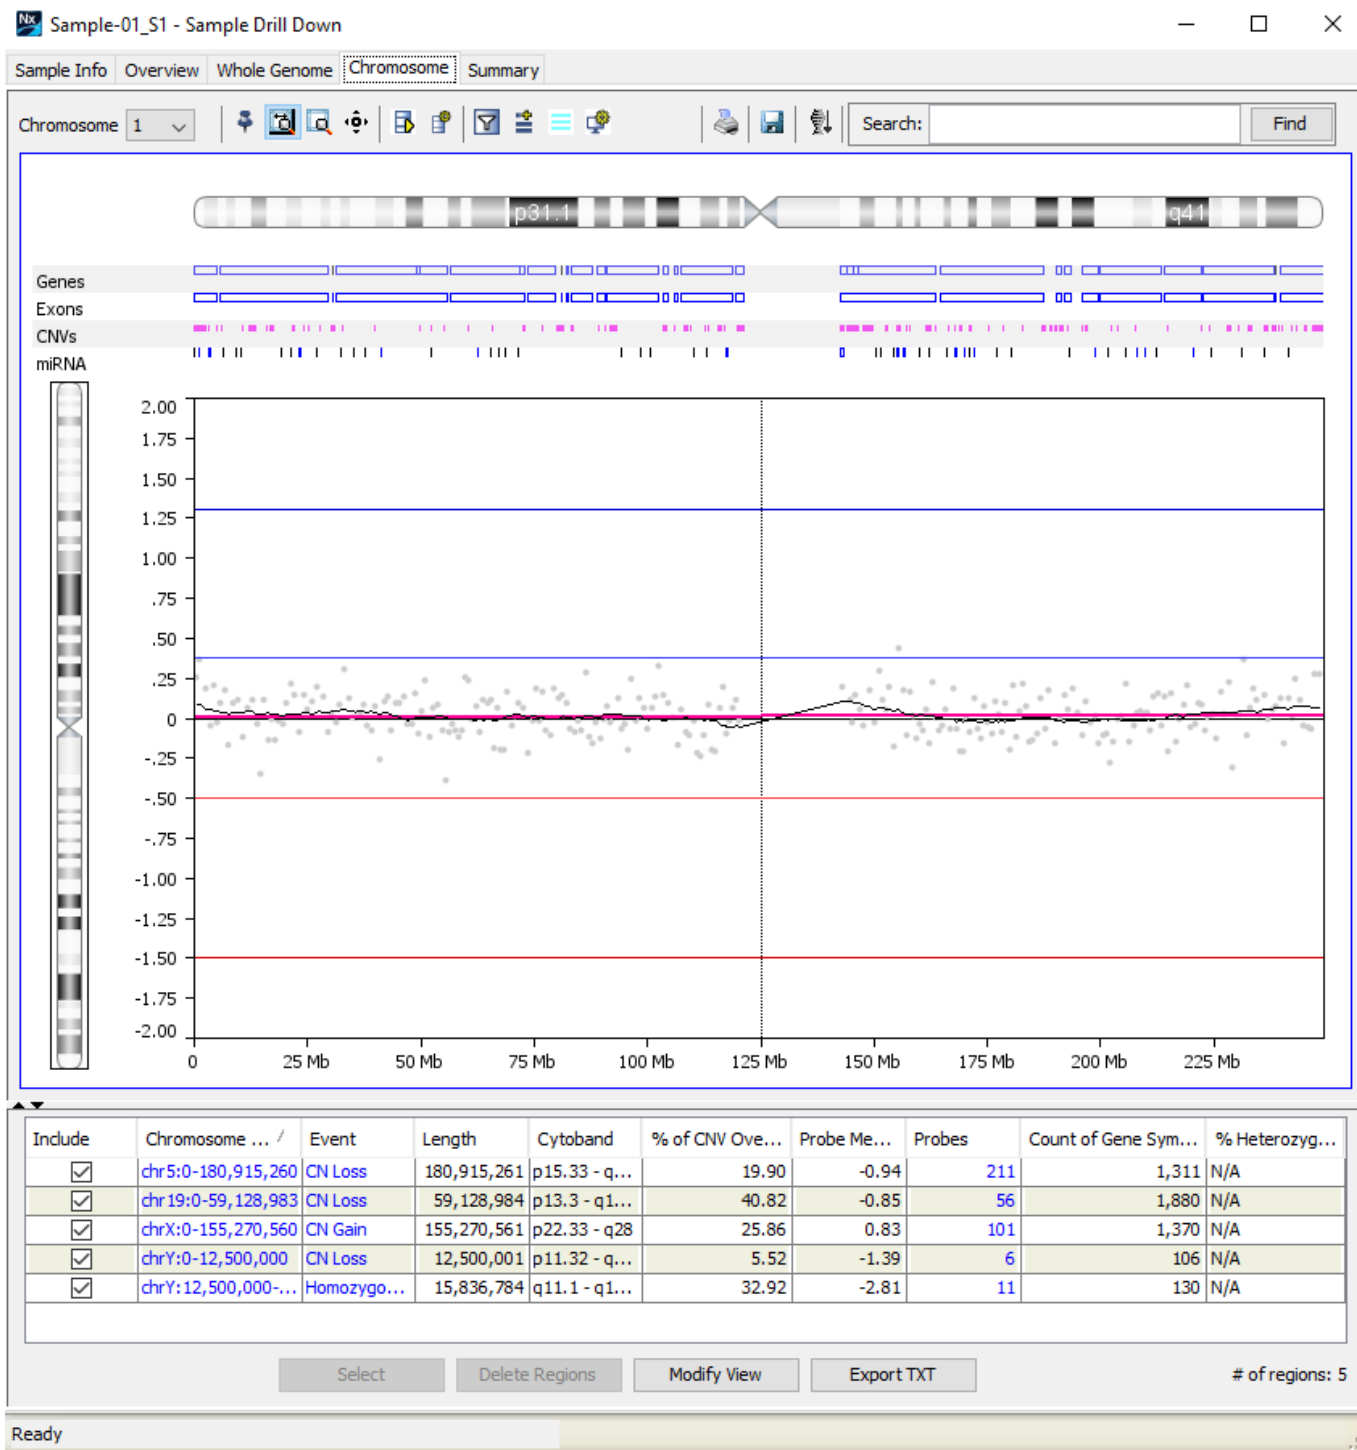 Nx Sample-01_S1 - Sample Drill Down
Sample Info Overview Whole Genome Chromosome Summary
Chromosome 1 Search: Find
p31.1 q41
Genes
Exons
CNVs
miRNA
2.00
1.75
1.50
1.25
1.00
.75
.50
.25
0
-.25
-.50
-.75
-1.00
-1.25
-1.50
-1.75
-2.00
0 25 Mb 50 Mb 75 Mb 100 Mb 125 Mb 150 Mb 175 Mb 200 Mb 225 Mb
Include Chromosome ... / Event Length Cytoband % of CNV Ove... Probe Me... Probes Count of Gene Sym... % Heterozyg...
chr5:0-180,915,260 CN Loss 180,915,261 p15.33 - q... 19.90 -0.94 211 1,311 N/A
chr19:0-59,128,983 CN Loss 59,128,984 p13.3 - q1... 40.82 -0.85 56 1,880 N/A
chrX:0-155,270,560 CN Gain 155,270,561 p22.33 - q28 25.86 0.83 101 1,370 N/A
chrY:0-12,500,000 CN Loss 12,500,001 p11.32 - q... 5.52 -1.39 6 106 N/A
chrY:12,500,000-... Homozygo... 15,836,784 q11.1 - q1... 32.92 -2.81 11 130 N/A
Select Delete Regions Modify View Export TXT # of regions: 5
Ready